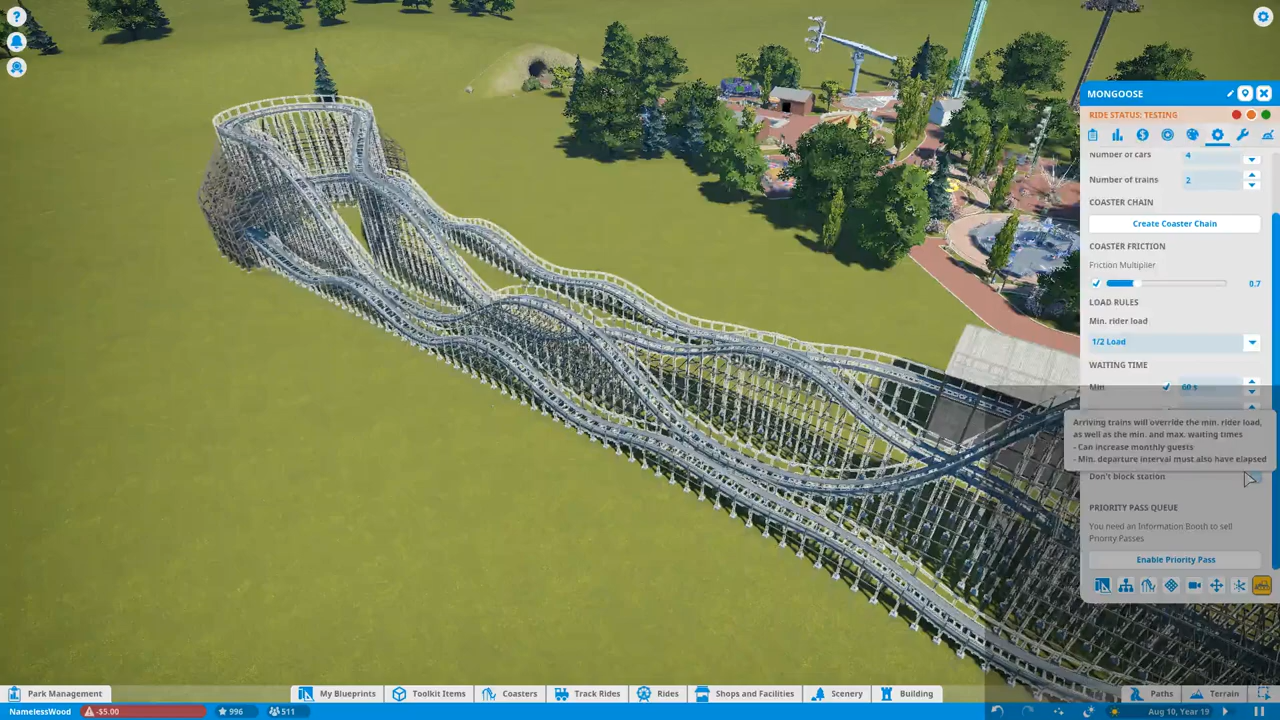 ?
MONGOOSE
RIDE STATUS: TESTING
Number of cars 4
Number of trains 2
COASTER CHAIN
Create Coaster Chain
COASTER FRICTION
Friction Multiplier
0.7
LOAD RULES
Min. rider load
1/2 Load
WAITING TIME
Min 60 s
Arriving trains will override the min. rider load,
as well as the min. and max. waiting times
- Can increase monthly guests
- Min. departure interval must also have elapsed
Don't block station
PRIORITY PASS QUEUE
You need an Information Booth to sell
Priority Passes
Enable Priority Pass
Park Management My Blueprints Toolkit Items Coasters Track Rides Rides Shops and Facilities Scenery Building Paths Terrain
NamelessWood -$5.00 996 511 Aug 10, Year 19